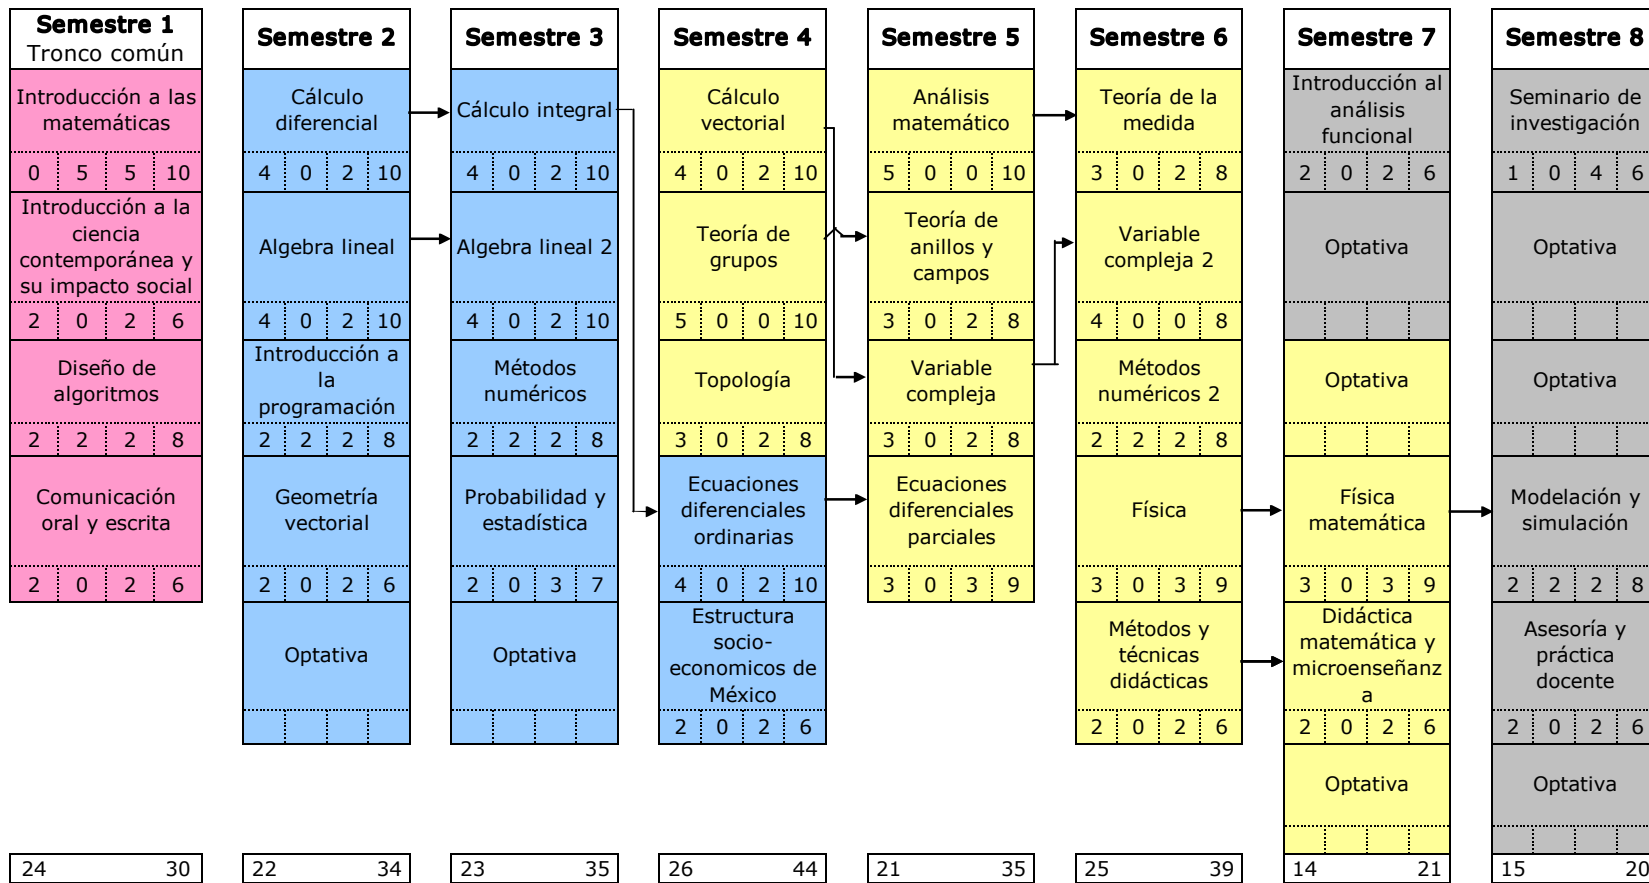 Semestre 1
Tronco común
Introducción a las
matemáticas
0 5 5 10
Introducción a la
ciencia
contemporánea y
su impacto social
2 0 2 6
Diseño de
algoritmos
2 2 2 8
Comunicación
oral y escrita
2 0 2 6
24 30
Semestre 2
Cálculo
diferencial
4 0 2 10
Algebra lineal
4 0 2 10
Introducción a
la
programación
2 2 2 8
Geometría
vectorial
2 0 2 6
Optativa
22 34
Semestre 3
Cálculo integral
4 0 2 10
Algebra lineal 2
4 0 2 10
Métodos
numéricos
2 2 2 8
Probabilidad y
estadística
2 0 3 7
Optativa
23 35
Semestre 4
Cálculo
vectorial
4 0 2 10
Teoría de
grupos
5 0 0 10
Topología
3 0 2 8
Ecuaciones
diferenciales
ordinarias
4 0 2 10
Estructura
socio-
economicos de
México
2 0 2 6
26 44
Semestre 5
Análisis
matemático
5 0 0 10
Teoría de
anillos y
campos
3 0 2 8
Variable
compleja
3 0 2 8
Ecuaciones
diferenciales
parciales
3 0 3 9
21 35
Semestre 6
Teoría de la
medida
3 0 2 8
Variable
compleja 2
4 0 0 8
Métodos
numéricos 2
2 2 2 8
Física
3 0 3 9
Métodos y
técnicas
didácticas
2 0 2 6
25 39
Semestre 7
Introducción al
análisis
funcional
2 0 2 6
Optativa
Optativa
Física
matemática
3 0 3 9
Didáctica
matemática y
microenseñanz
a
2 0 2 6
Optativa
14 21
Semestre 8
Seminario de
investigación
1 0 4 6
Optativa
Optativa
Modelación y
simulación
2 2 2 8
Asesoría y
práctica
docente
2 0 2 6
Optativa
15 20